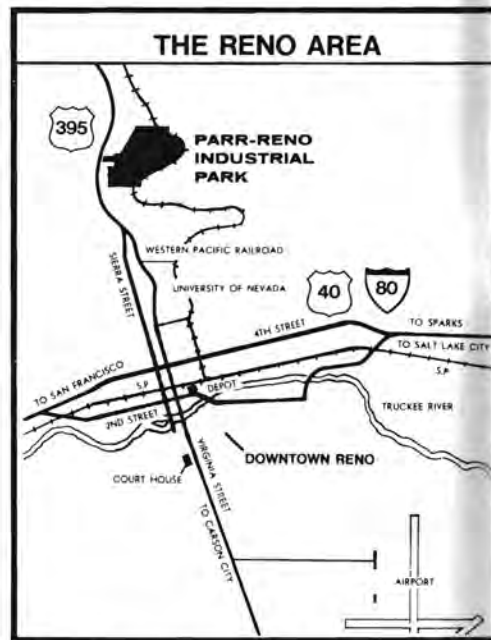 THE RENO AREA
395
PARR-RENO
INDUSTRIAL
PARK
WESTERN PACIFIC RAILROAD
SIERRA STREET
UNIVERSITY OF NEVADA
40
80
4TH STREET
TO SPARKS
TO SALT LAKE CITY
S.P.
TO SAN FRANCISCO
S.P.
DEPOT
2ND STREET
TRUCKEE RIVER
DOWNTOWN RENO
COURT HOUSE
VIRGINIA STREET
TO CARSON CITY
AIRPORT